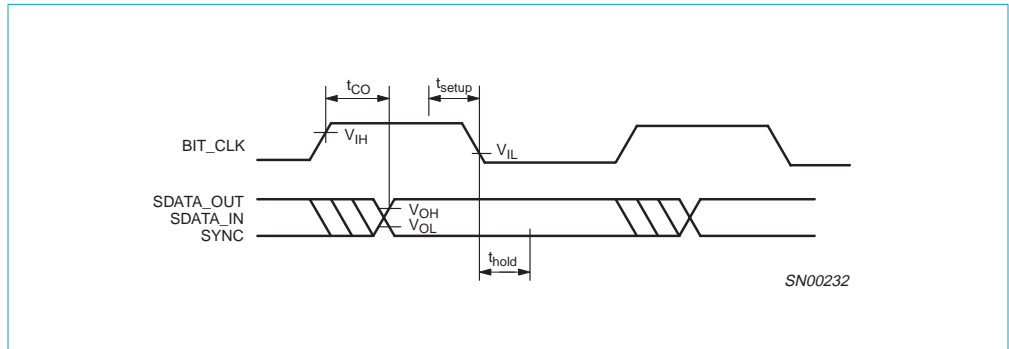 tCO
tsetup
BIT_CLK
VIH
VIL
SDATA_OUT
SDATA_IN
SYNC
VOH
VOL
thold
SN00232